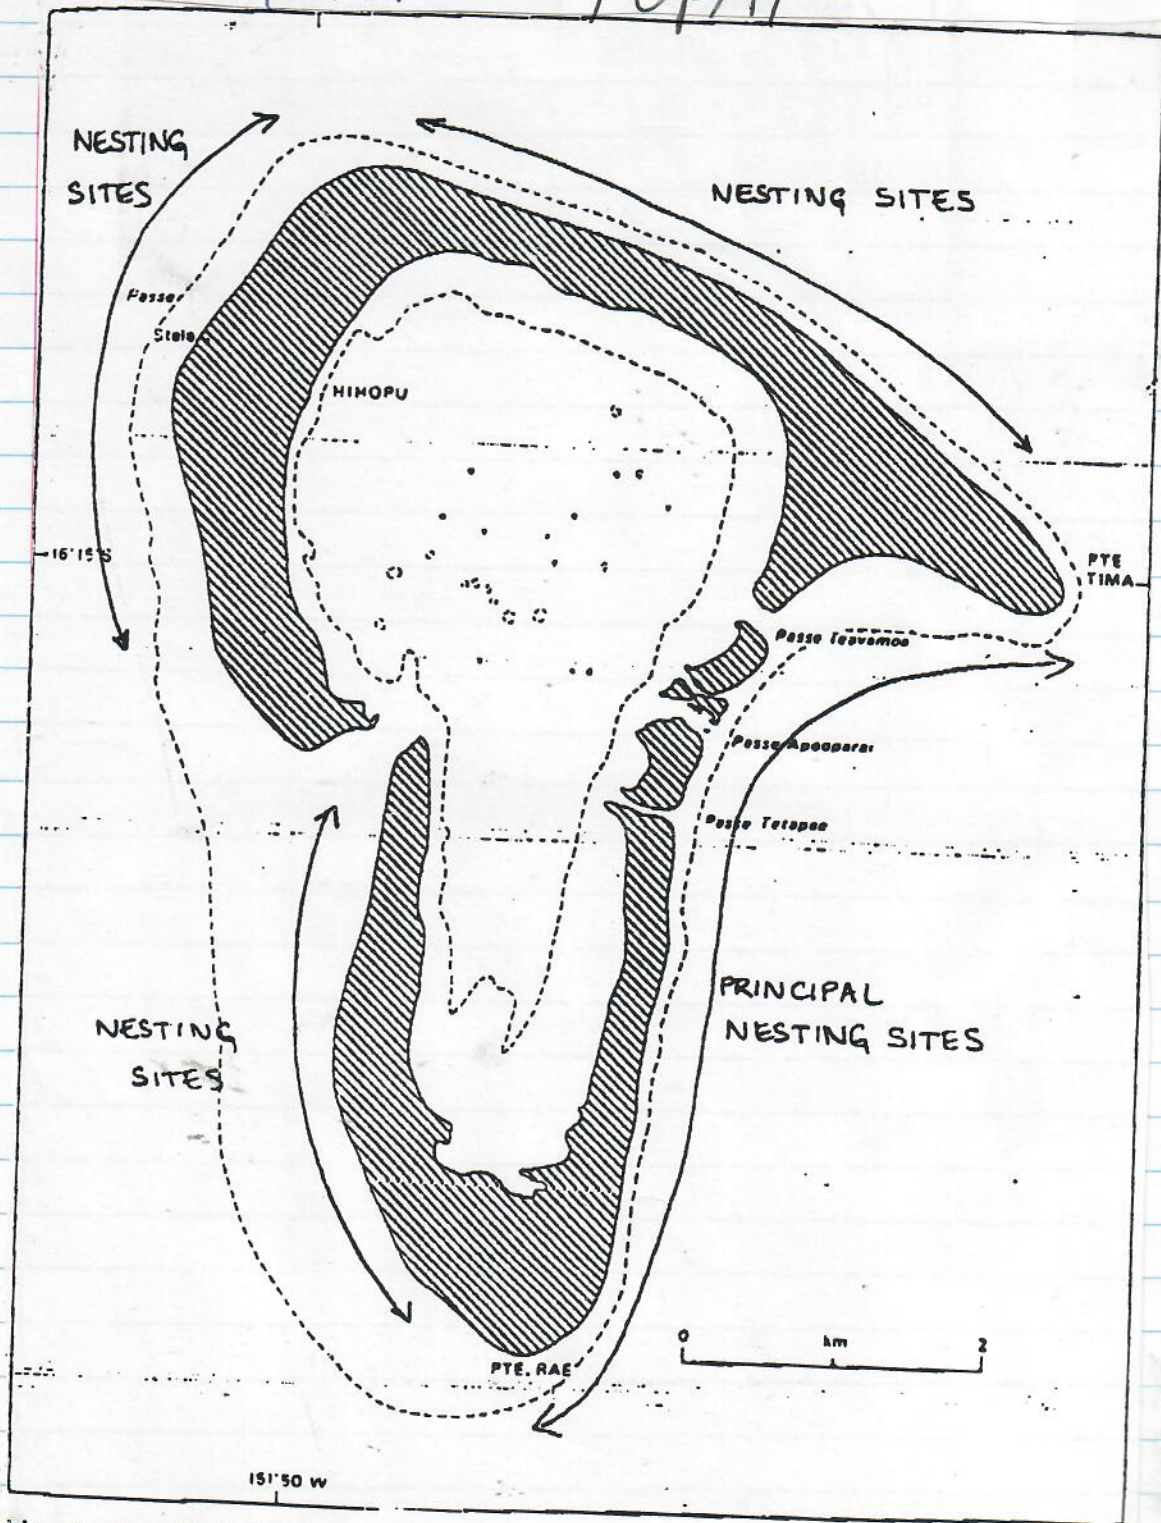 NESTING
SITES
NESTING SITES
Passe
Stela
HIHOPU
16°15'S
PTE
TIMA
Passe Teavamoa
Passe Apooparai
Passe Tetapee
PRINCIPAL
NESTING SITES
NESTING
SITES
0 km 2
PTE. RAE
151°50 W